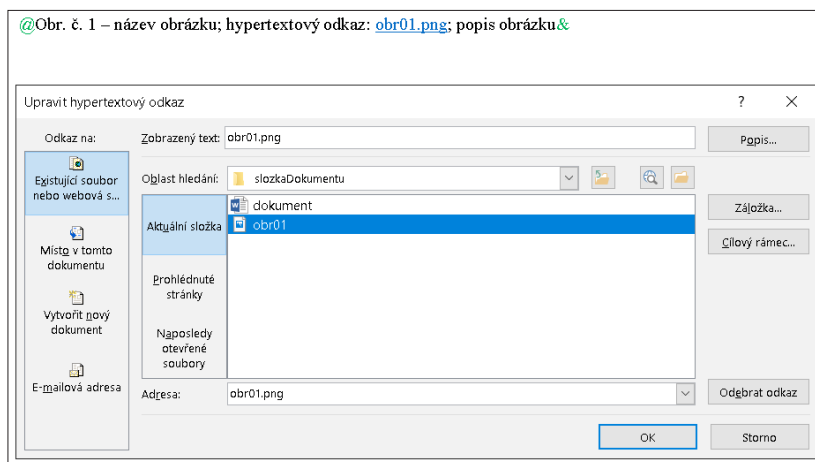 @Obr. č. 1 – název obrázku; hypertextový odkaz: obr01.png; popis obrázku&
Upravit hypertextový odkaz
?
Odkaz na:
Zobrazený text:
obr01.png
Popis...
Existující soubor
nebo webová s...
Oblast hledání:
slozkaDokumentu
Aktuální složka
dokument
obr01
Záložka...
Cílový rámec...
Místo v tomto
dokumentu
Prohlédnuté
stránky
Vytvořit nový
dokument
Naposledy
otevřené
soubory
E-mailová adresa
Adresa:
obr01.png
Odebrat odkaz
OK
Storno